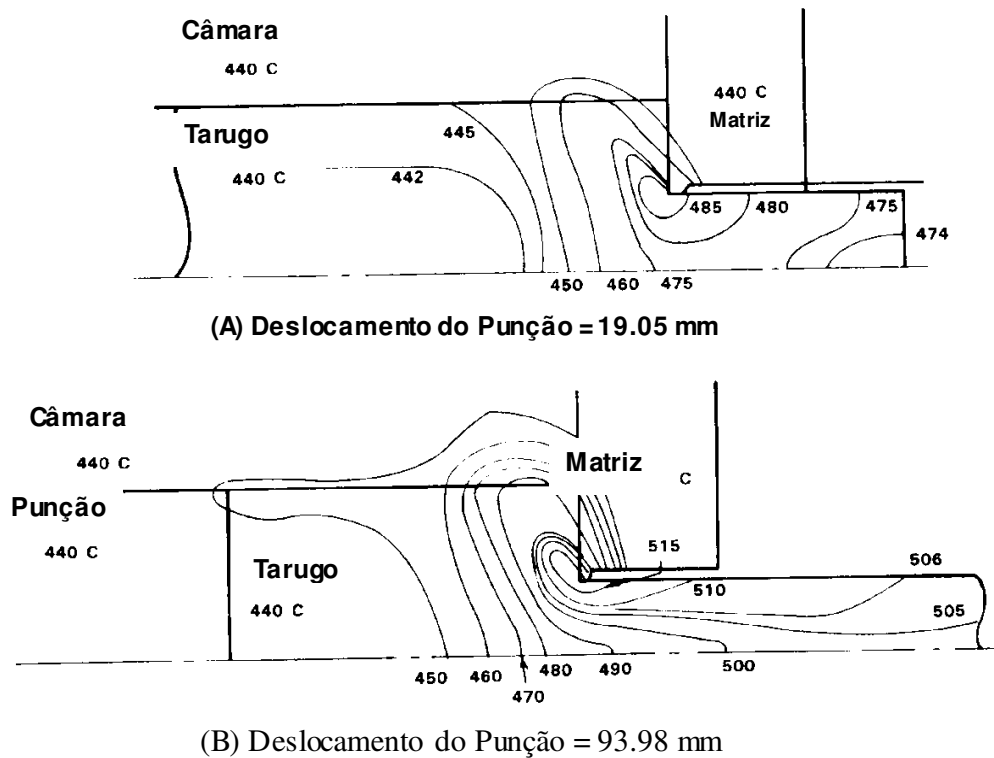 Câmara
440 C
440 C
Matriz
Tarugo
445
440 C
442
485
480
475
474
450
460
475
(A) Deslocamento do Punção = 19.05 mm
Câmara
440 C
Matriz
C
Punção
440 C
515
506
Tarugo
510
440 C
505
450
460
470
480
490
500
(B) Deslocamento do Punção = 93.98 mm